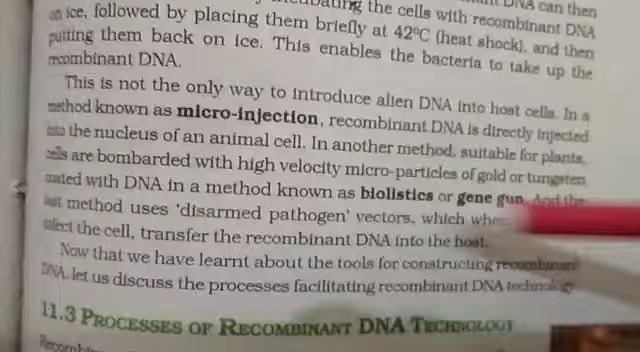 DNA can then
the cells with recombinant DNA
on ice, followed by placing them briefly at 42°C (heat shock), and then
putting them back on ice. This enables the bacteria to take up the
recombinant DNA.
This is not the only way to introduce alien DNA into host cells. In a
method known as micro-injection, recombinant DNA is directly injected
into the nucleus of an animal cell. In another method, suitable for plants,
cells are bombarded with high velocity micro-particles of gold or tungsten
coated with DNA in a method known as biolistics or gene gun. And the
last method uses 'disarmed pathogen' vectors, which
infect the cell, transfer the recombinant DNA into the host.
Now that we have learnt about the tools for constructing recombinant
DNA, let us discuss the processes facilitating recombinant DNA technology
11.3 PROCESSES OF RECOMBINANT DNA TECHNOLOGY